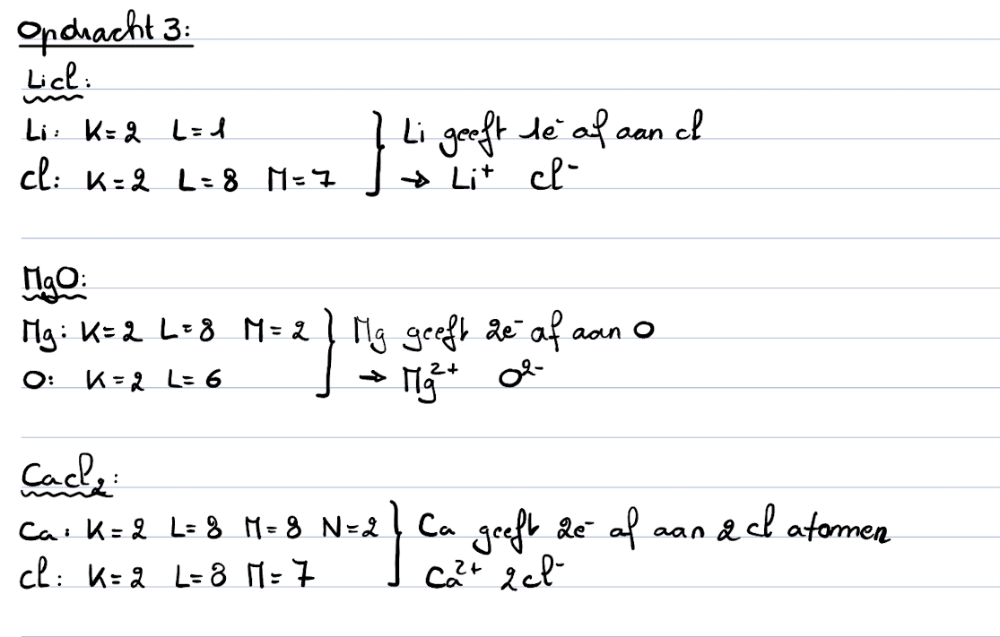 Opdracht 3:
Licl:
Li: K=2 L=1 } Li geeft 1e⁻ af aan cl
cl: K=2 L=8 M=7 → Li⁺ cl⁻
MgO:
Mg: K=2 L=8 M=2 } Mg geeft 2e⁻ af aan O
O: K=2 L=6 → Mg²⁺ O²⁻
Cacl₂:
Ca: K=2 L=8 M=8 N=2 } Ca geeft 2e⁻ af aan 2 cl atomen
cl: K=2 L=8 M=7 Ca²⁺ 2cl⁻